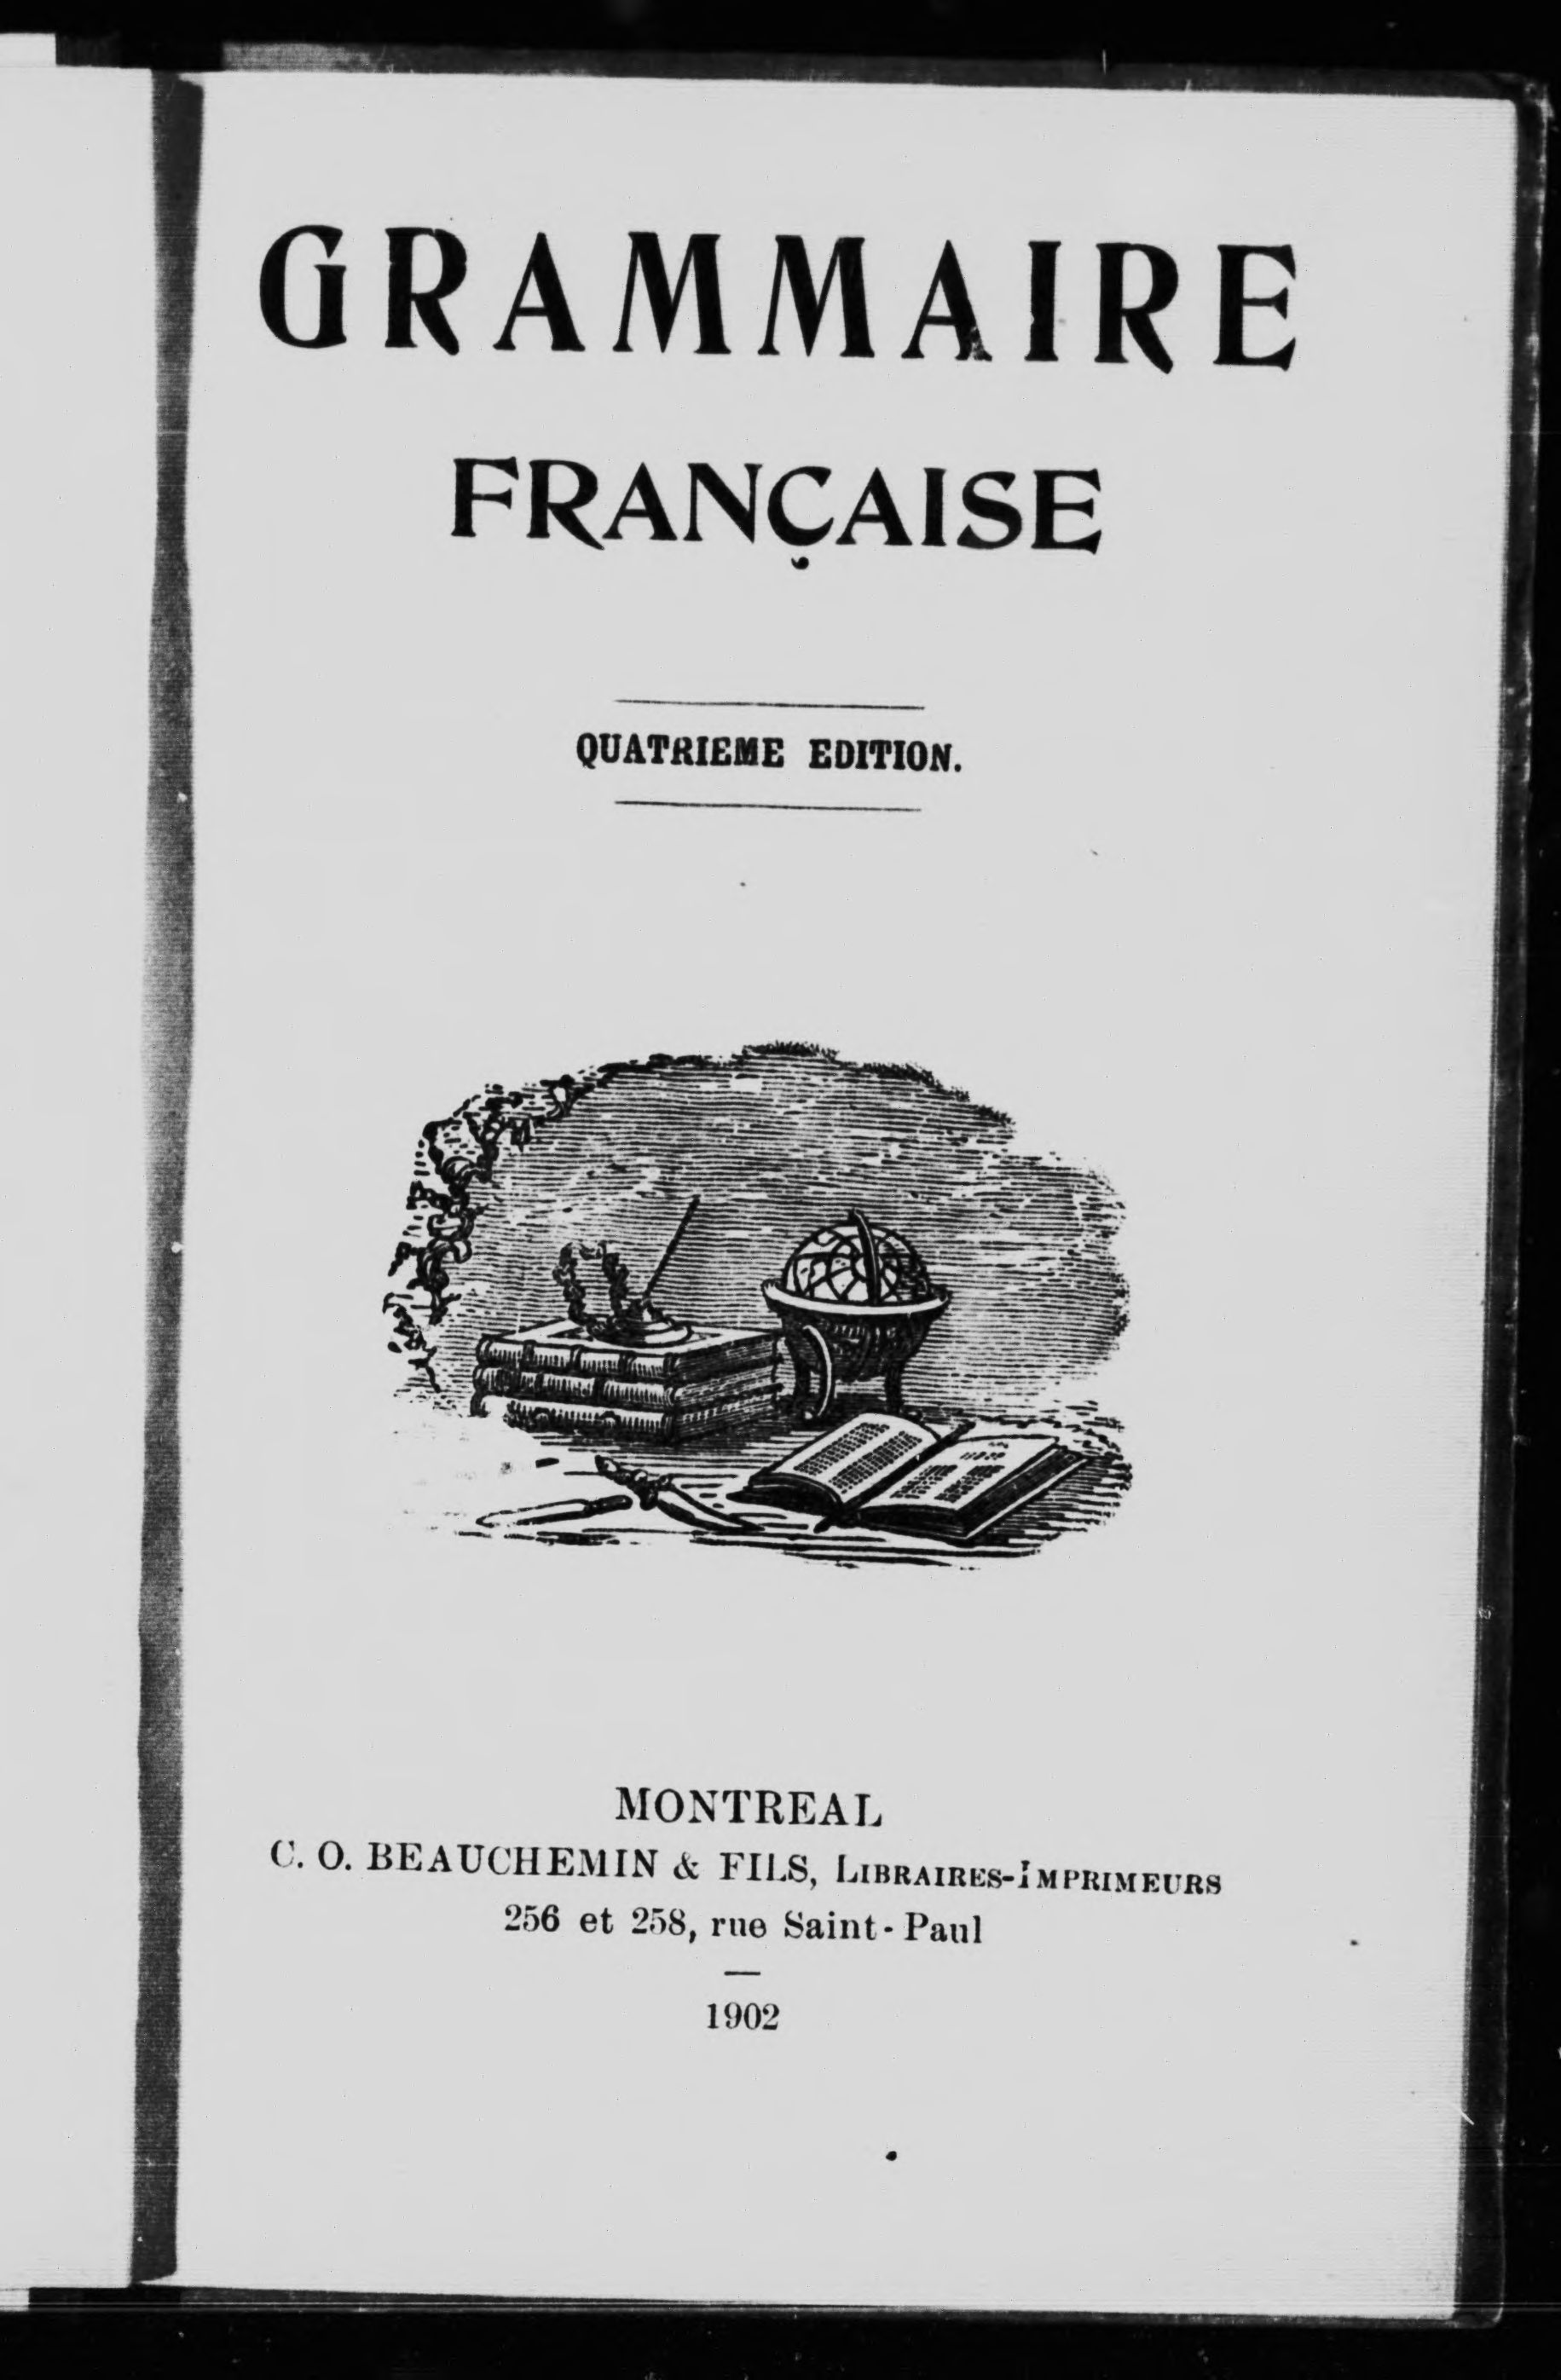 GRAMMAIRE
FRANÇAISE
QUATRIEME EDITION.
MONTREAL
C. O. BEAUCHEMIN & FILS, LIBRAIRES-IMPRIMEURS
256 et 258, rue Saint-Paul
1902